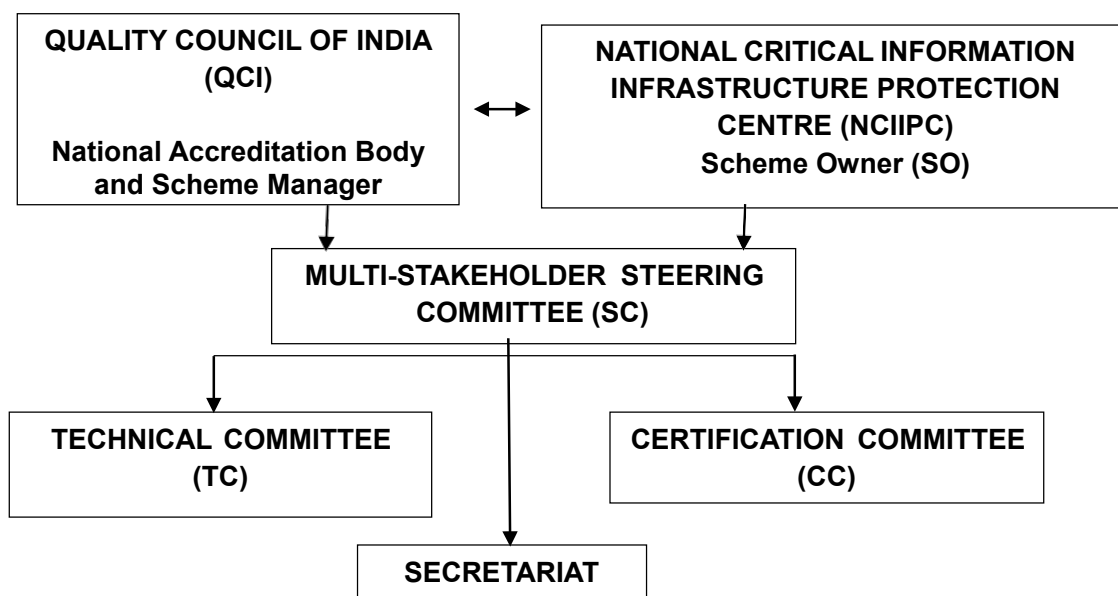 QUALITY COUNCIL OF INDIA
(QCI)
National Accreditation Body
and Scheme Manager
NATIONAL CRITICAL INFORMATION
INFRASTRUCTURE PROTECTION
CENTRE (NCIIPC)
Scheme Owner (SO)
MULTI-STAKEHOLDER STEERING
COMMITTEE (SC)
TECHNICAL COMMITTEE
(TC)
CERTIFICATION COMMITTEE
(CC)
SECRETARIAT